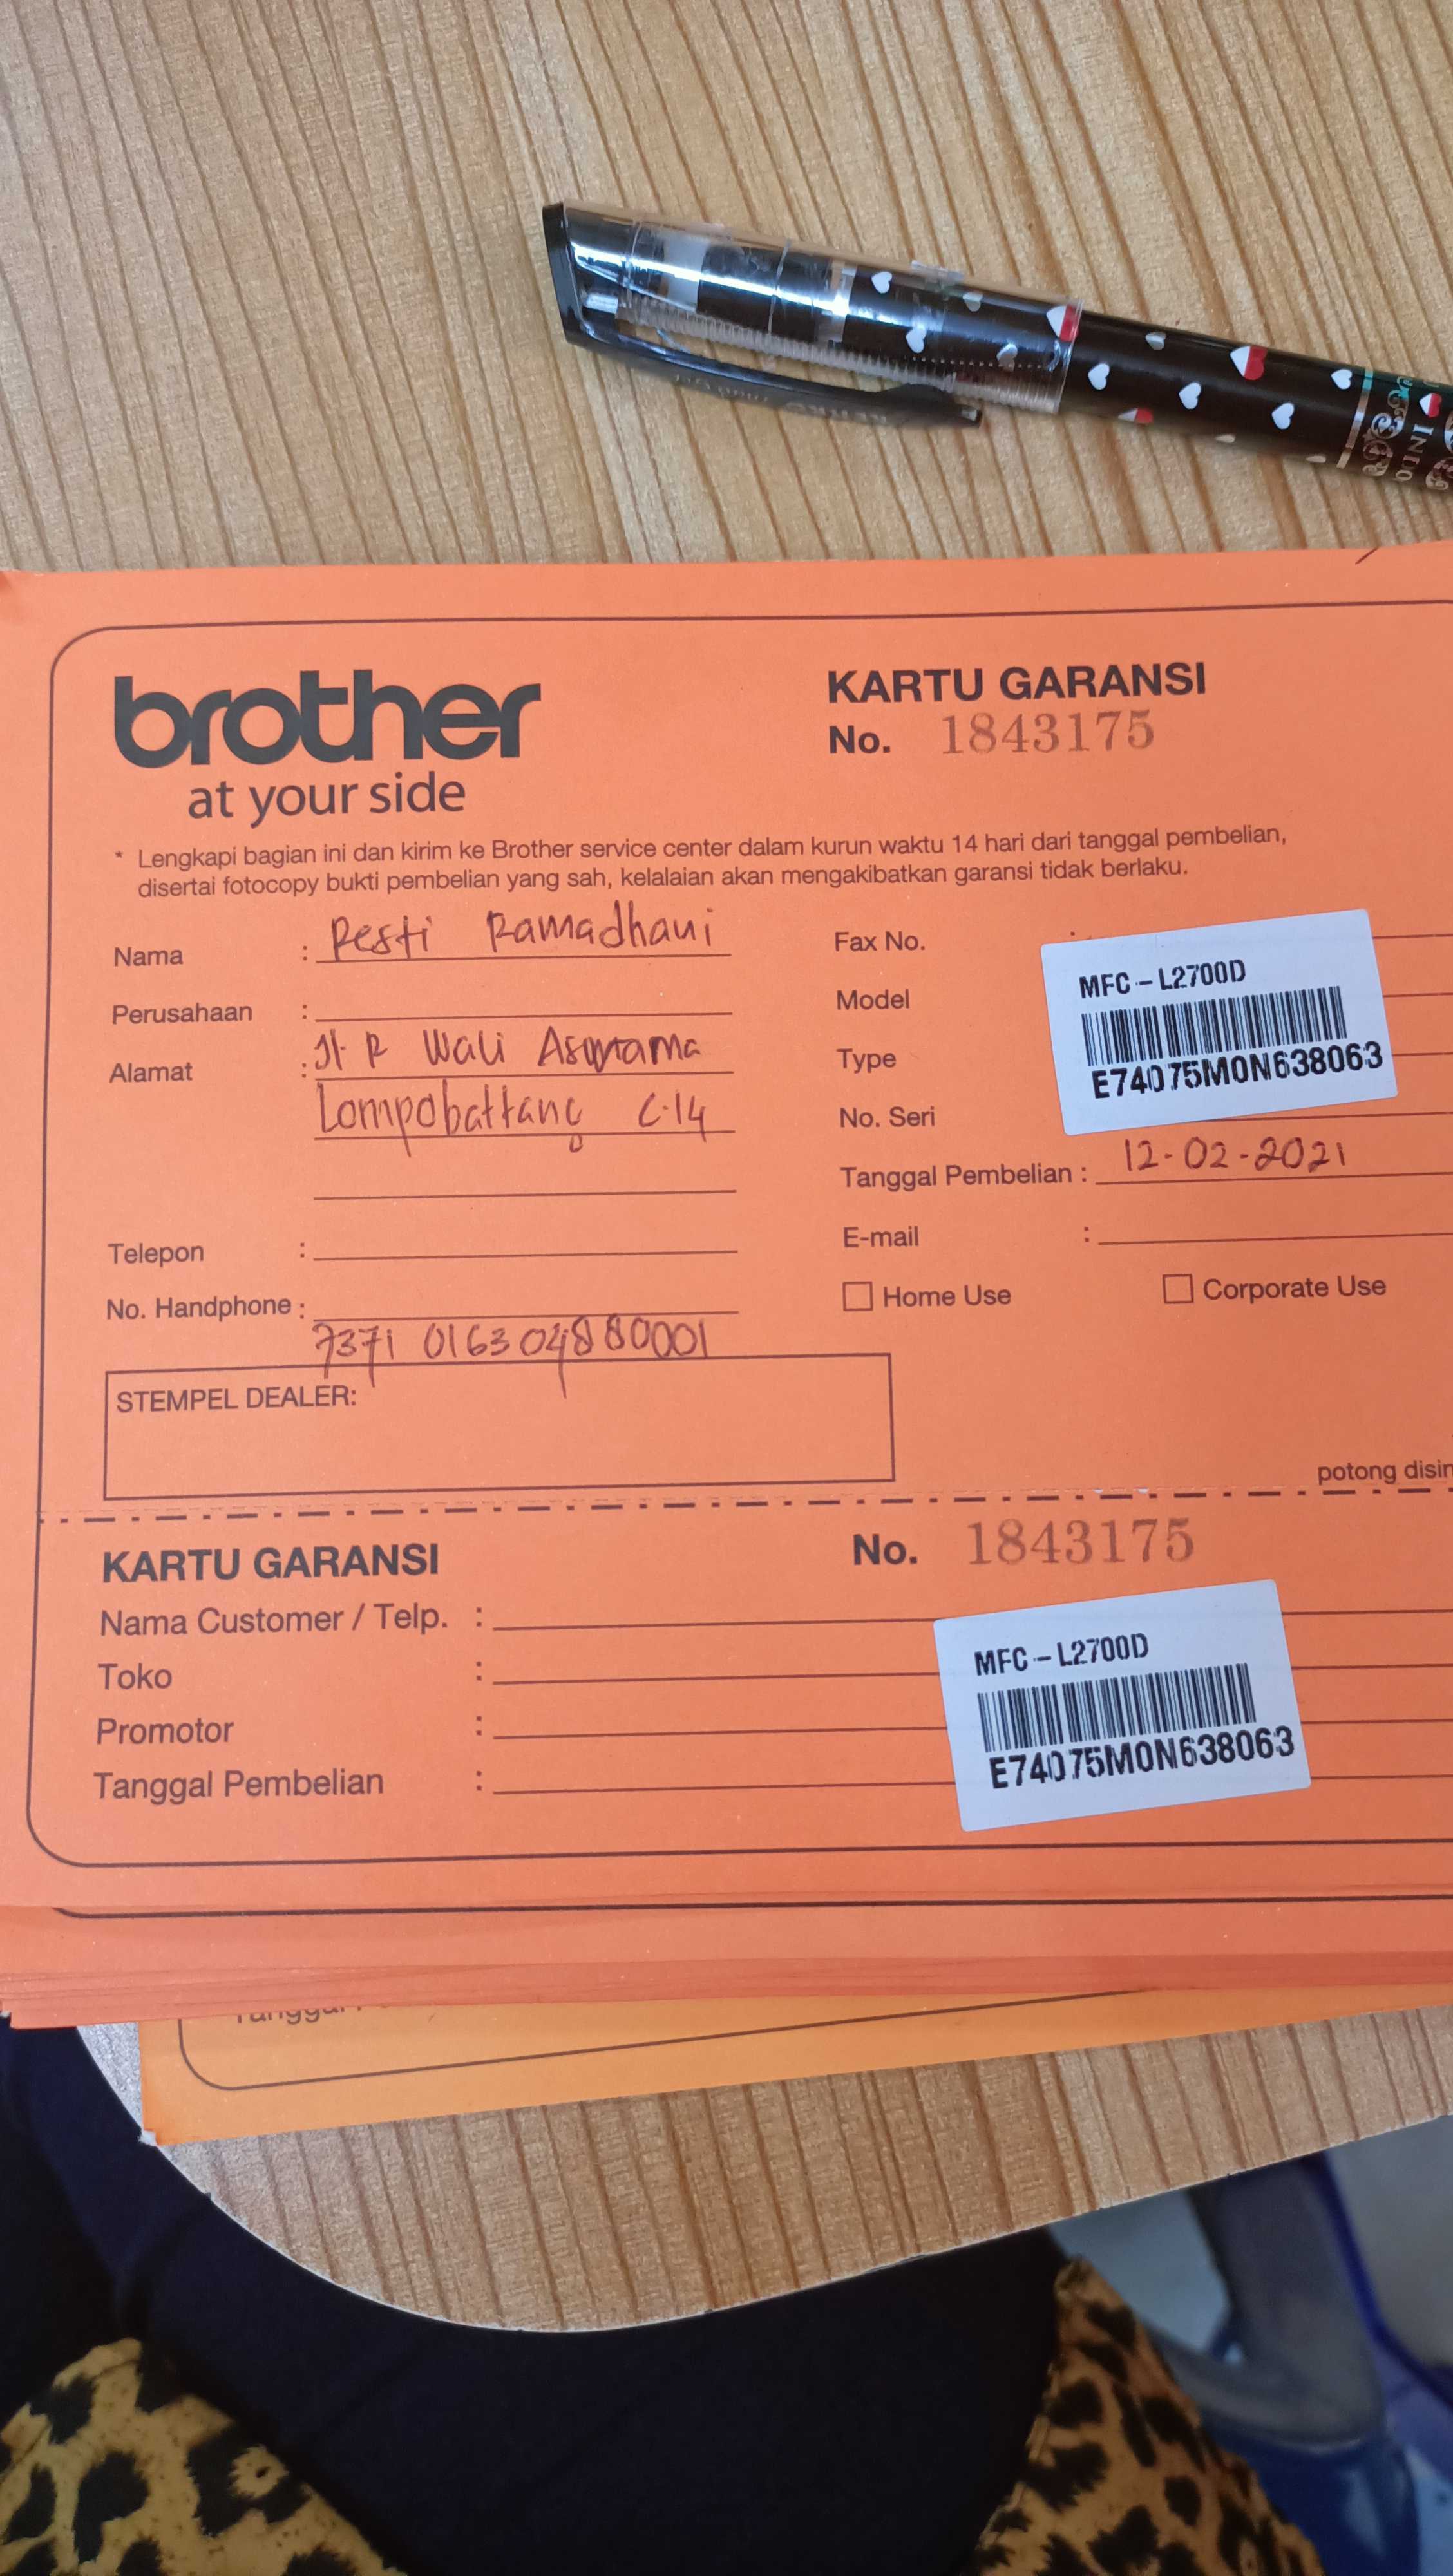 brother
at your side
KARTU GARANSI
No. 1843175
* Lengkapi bagian ini dan kirim ke Brother service center dalam kurun waktu 14 hari dari tanggal pembelian,
disertai fotocopy bukti pembelian yang sah, kelalaian akan mengakibatkan garansi tidak berlaku.
Nama : Resti Ramadhani
Perusahaan :
Alamat : Jl. R Wali Asrama
Lompobattang C.14
Telepon :
No. Handphone :
7371 016304880001
STEMPEL DEALER:
Fax No. :
Model
Type
No. Seri
MFC-L2700D
E74075M0N638063
Tanggal Pembelian : 12-02-2021
E-mail :
Home Use
Corporate Use
potong disin
KARTU GARANSI
No. 1843175
Nama Customer / Telp. :
Toko :
Promotor :
Tanggal Pembelian :
MFC-L2700D
E74075M0N638063
INDO